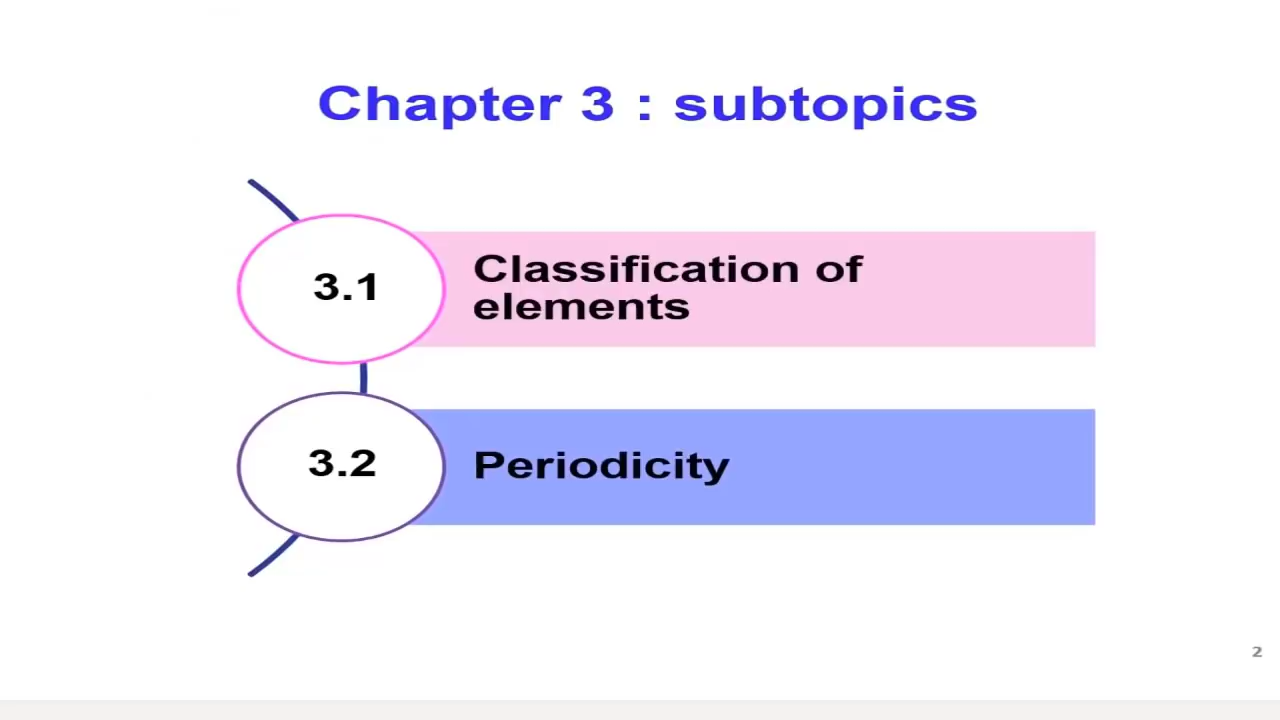 Chapter 3 : subtopics
3.1
Classification of
elements
3.2
Periodicity
2